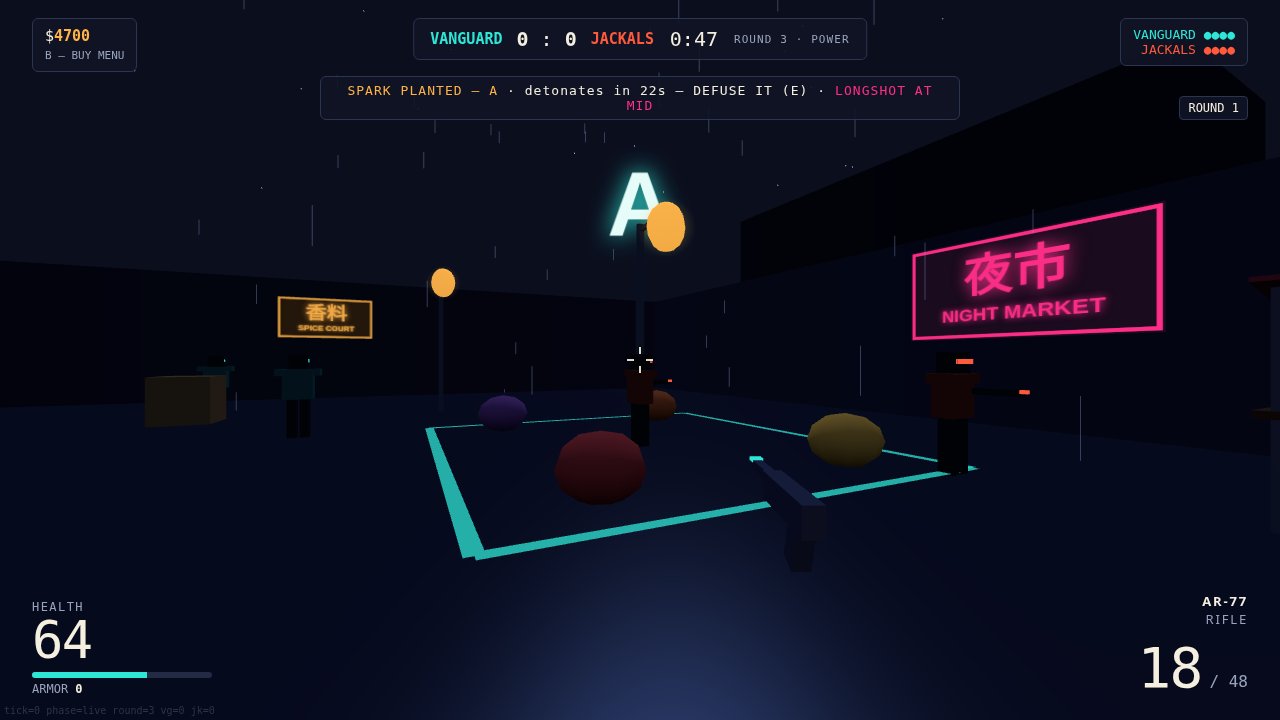 $4700
B — BUY MENU
VANGUARD 0 : 0 JACKALS 0:47 ROUND 3 · POWER
VANGUARD ●●●●
JACKALS ●●●●
SPARK PLANTED — A · detonates in 22s — DEFUSE IT (E) · LONGSHOT AT
MID
ROUND 1
A
夜市
NIGHT MARKET
香料
SPICE COURT
HEALTH
64
ARMOR 0
AR-77
RIFLE
18 / 48
tick=0 phase=live round=3 vg=0 jk=0